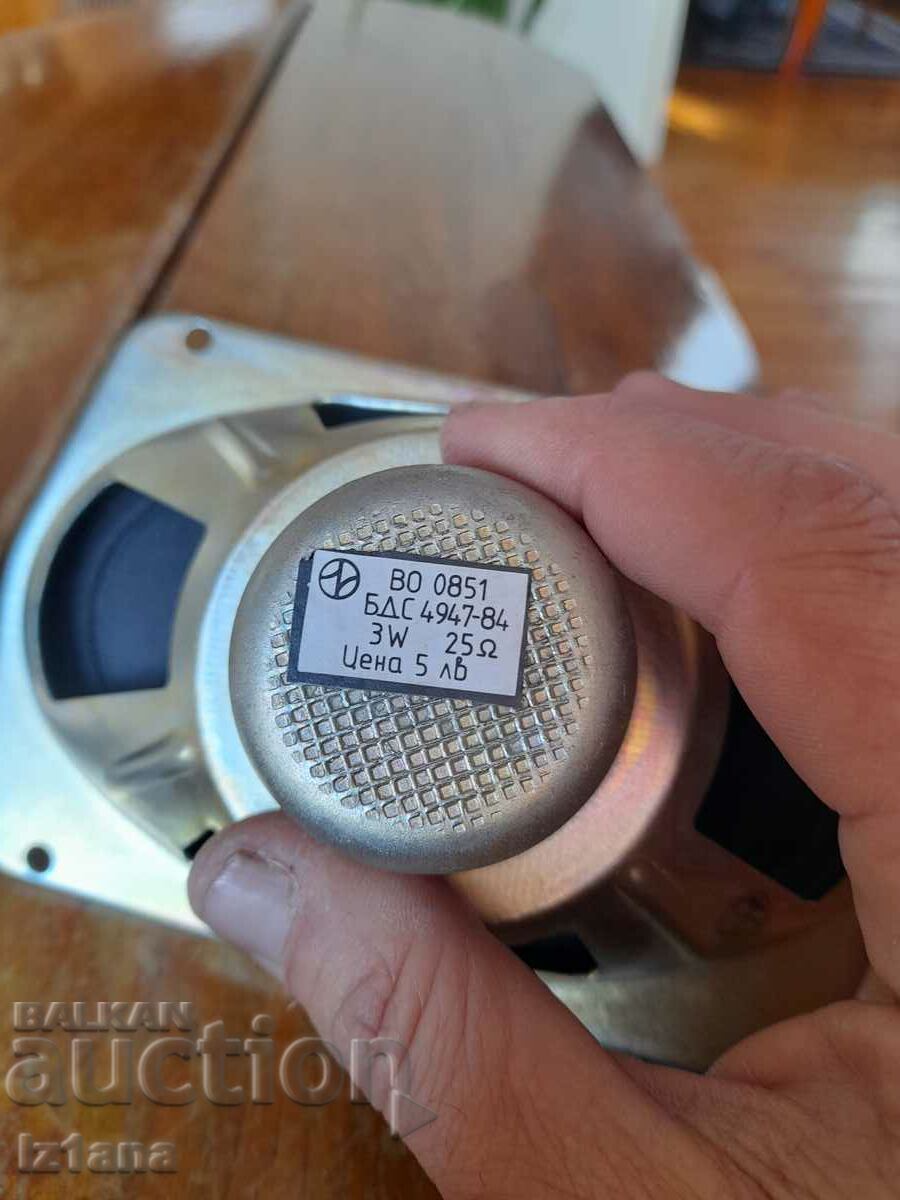 ВО 0851
БДС 4947-84
3W 25Ω
Цена 5 лв
BALKAN
auction
Iz1ana